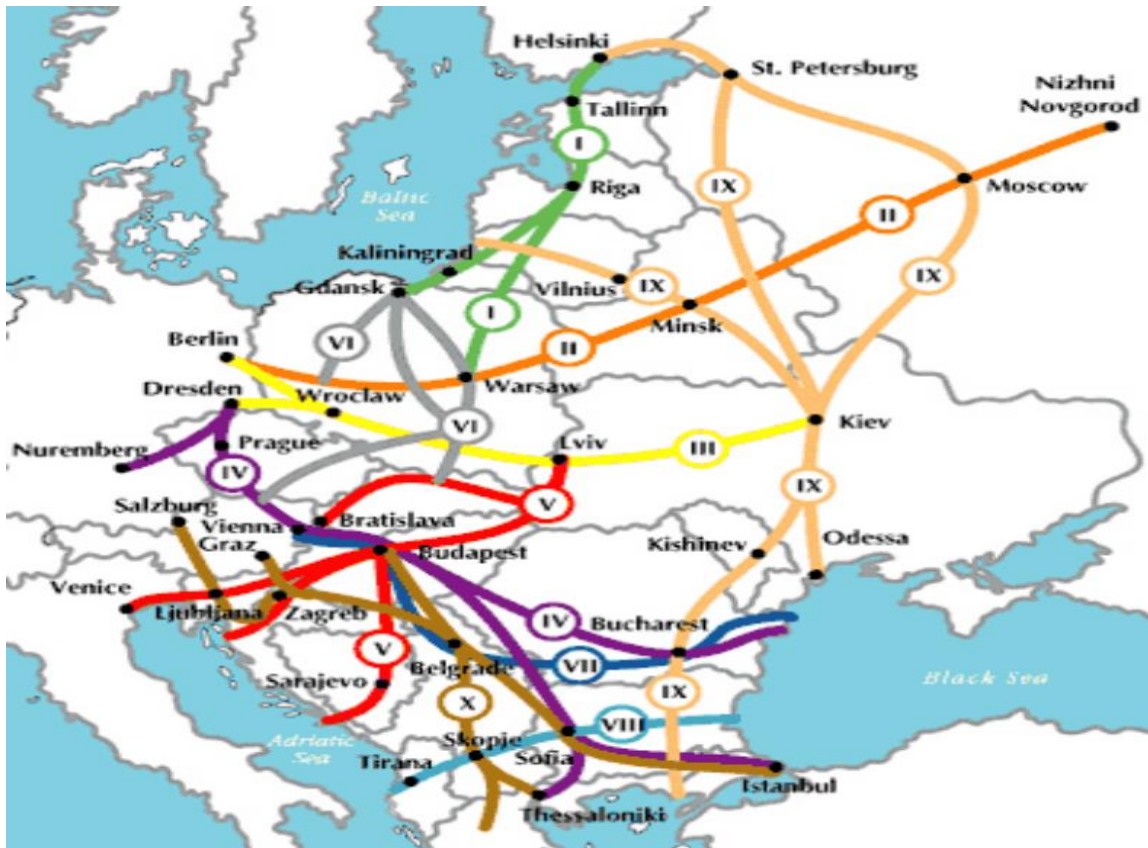 Helsinki
St. Petersburg
Nizhni
Novgorod
Tallinn
I
Riga
IX
Moscow
II
Baltic
Sea
Kaliningrad
Gdansk
Vilnius
IX
IX
Minsk
I
VI
II
Berlin
Warsaw
Dresden
Wroclaw
VI
Kiev
Nuremberg
Prague
Lviv
III
IV
IX
Salzburg
V
Vienna
Bratislava
Graz
Budapest
Kishinev
Odessa
Venice
Ljubljana
Zagreb
IV
Bucharest
V
Belgrade
VII
Sarajevo
IX
Black Sea
X
VIII
Adriatic
Sea
Skopje
Sofia
Tirana
Istanbul
Thessaloniki